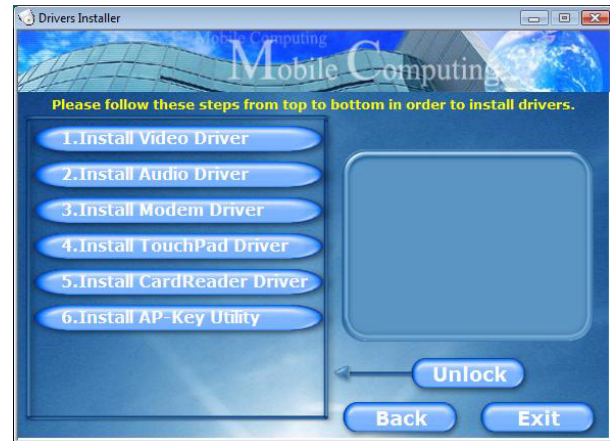 Drivers Installer
Mobile Computing
Mobile Computing
Please follow these steps from top to bottom in order to install drivers.
1.Install Video Driver
2.Install Audio Driver
3.Install Modem Driver
4.Install TouchPad Driver
5.Install CardReader Driver
6.Install AP-Key Utility
Unlock
Back
Exit